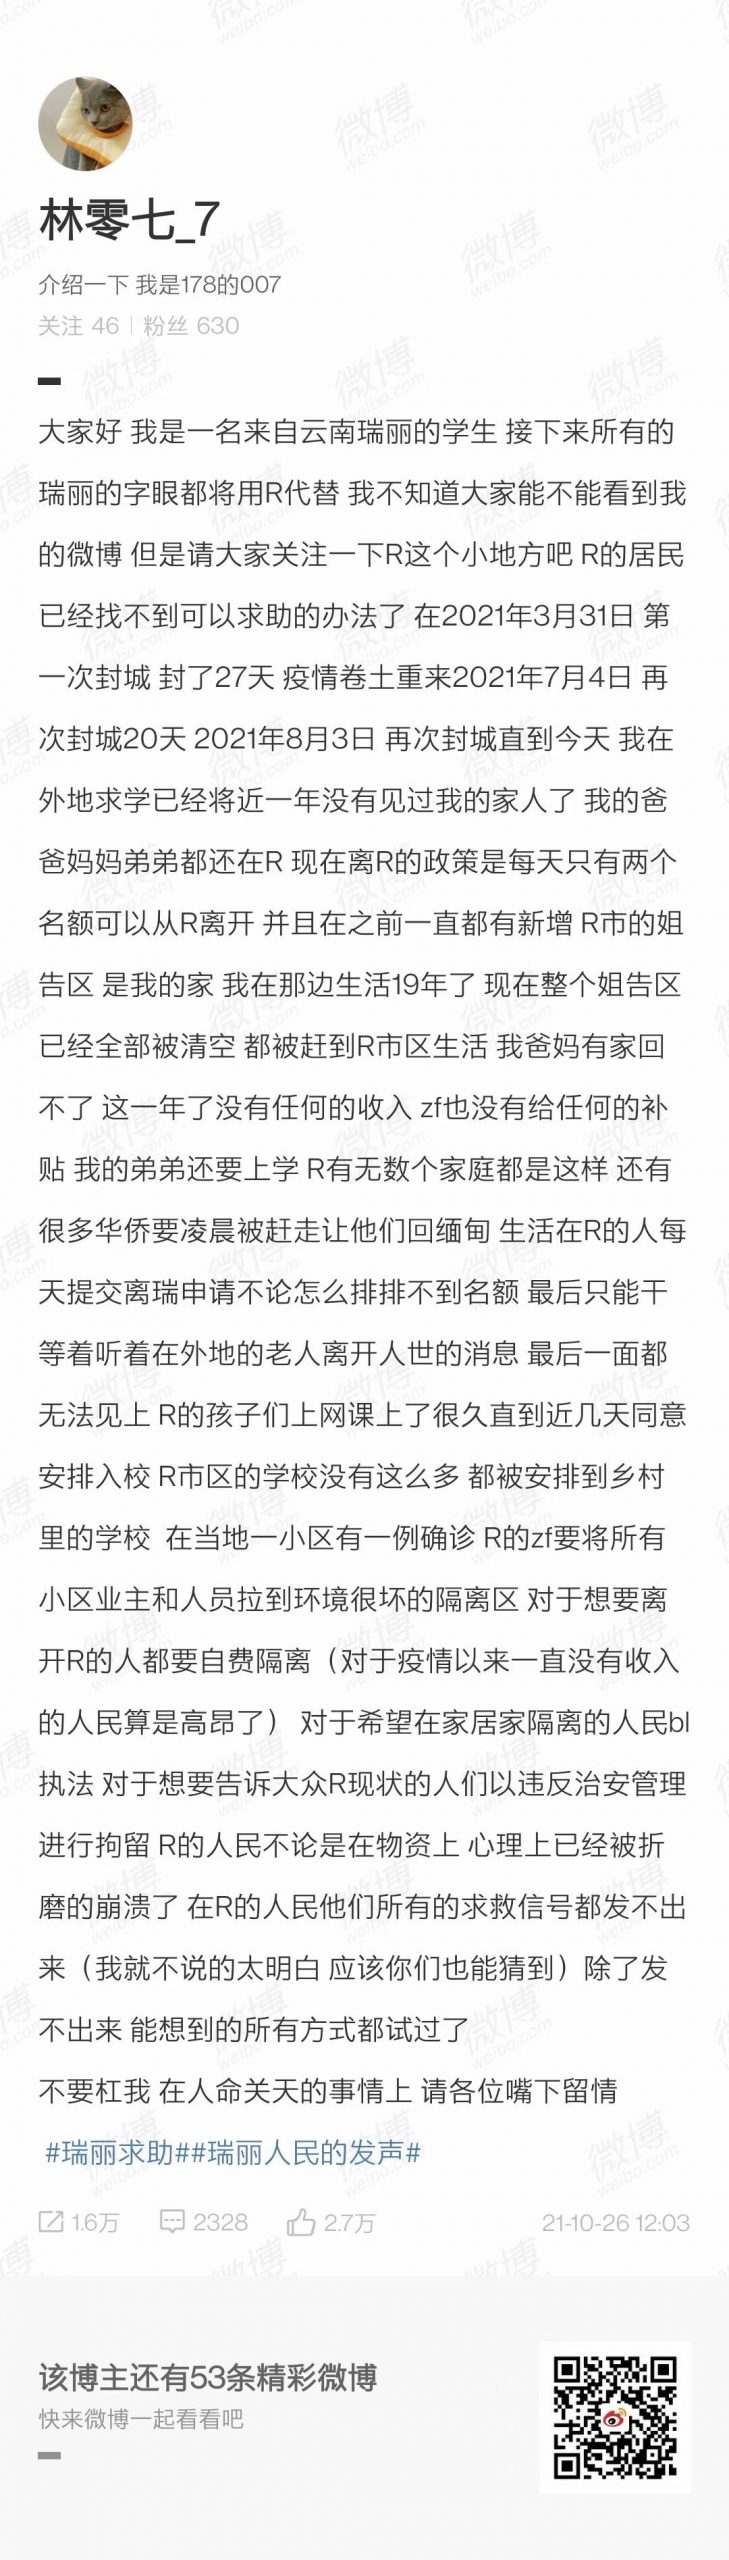 林零七_7
介绍一下 我是178的007
关注 46 | 粉丝 630
大家好 我是一名来自云南瑞丽的学生 接下来所有的
瑞丽的字眼都将用R代替 我不知道大家能不能看到我
的微博 但是请大家关注一下R这个小地方吧 R的居民
已经找不到可以求助的办法了 在2021年3月31日 第
一次封城 封了27天 疫情卷土重来2021年7月4日 再
次封城20天 2021年8月3日 再次封城直到今天 我在
外地求学已经将近一年没有见过我的家人了 我的爸
爸妈妈弟弟都还在R 现在离R的政策是每天只有两个
名额可以从R离开 并且在之前一直都有新增 R市的姐
告区 是我的家 我在那边生活19年了 现在整个姐告区
已经全部被清空 都被赶到R市区生活 我爸妈有家回
不了 这一年了没有任何的收入 zf也没有给任何的补
贴 我的弟弟还要上学 R有无数个家庭都是这样 还有
很多华侨要凌晨被赶走让他们回缅甸 生活在R的人每
天提交离瑞申请不论怎么排排不到名额 最后只能干
等着听着在外地的老人离开人世的消息 最后一面都
无法见上 R的孩子们上网课上了很久直到近几天同意
安排入校 R市区的学校没有这么多 都被安排到乡村
里的学校 在当地一小区有一例确诊 R的zf要将所有
小区业主和人员拉到环境很坏的隔离区 对于想要离
开R的人都要自费隔离（对于疫情以来一直没有收入
的人民算是高昂了） 对于希望在家居家隔离的人民bl
执法 对于想要告诉大众R现状的人们以违反治安管理
进行拘留 R的人民不论是在物资上 心理上已经被折
磨的崩溃了 在R的人民他们所有的求救信号都发不出
来（我就不说的太明白 应该你们也能猜到）除了发
不出来 能想到的所有方式都试过了
不要杠我 在人命关天的事情上 请各位嘴下留情
#瑞丽求助##瑞丽人民的发声#
1.6万 2328 2.7万 21-10-26 12:03
该博主还有53条精彩微博
快来微博一起看看吧